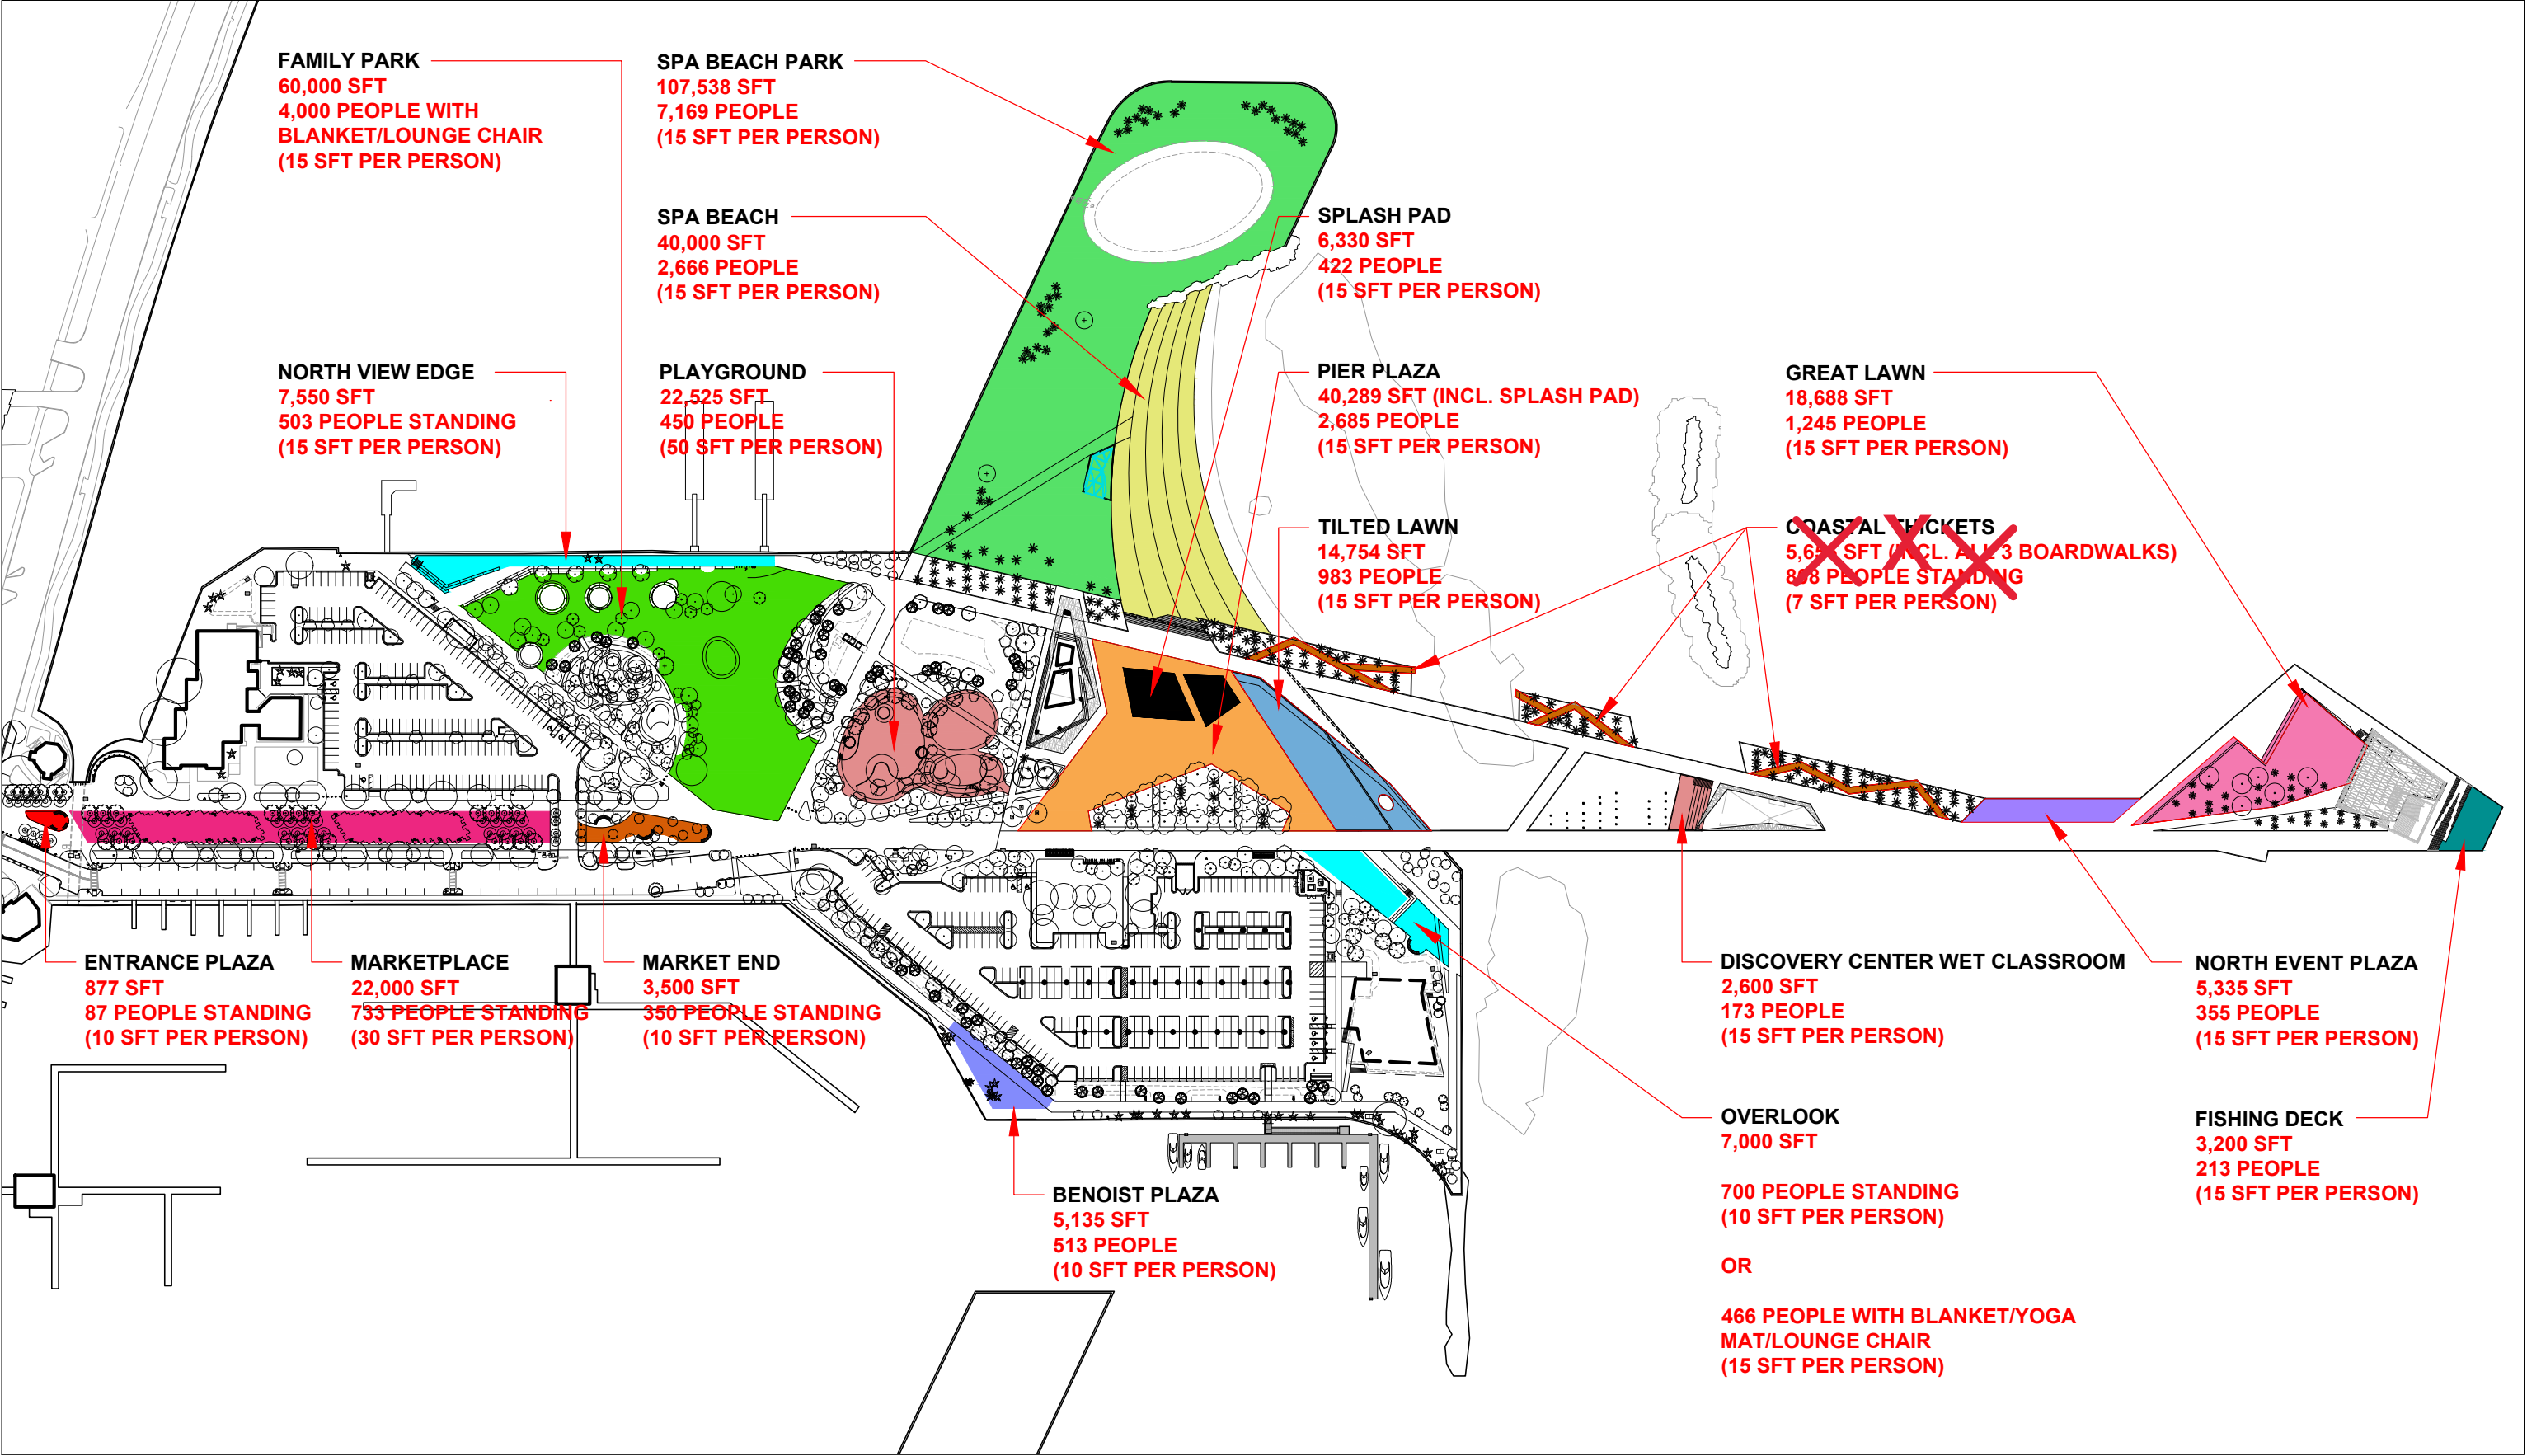 FAMILY PARK
60,000 SFT
4,000 PEOPLE WITH
BLANKET/LOUNGE CHAIR
(15 SFT PER PERSON)
SPA BEACH PARK
107,538 SFT
7,169 PEOPLE
(15 SFT PER PERSON)
SPA BEACH
40,000 SFT
2,666 PEOPLE
(15 SFT PER PERSON)
SPLASH PAD
6,330 SFT
422 PEOPLE
(15 SFT PER PERSON)
NORTH VIEW EDGE
7,550 SFT
503 PEOPLE STANDING
(15 SFT PER PERSON)
PLAYGROUND
22,525 SFT
450 PEOPLE
(50 SFT PER PERSON)
PIER PLAZA
40,289 SFT (INCL. SPLASH PAD)
2,685 PEOPLE
(15 SFT PER PERSON)
GREAT LAWN
18,688 SFT
1,245 PEOPLE
(15 SFT PER PERSON)
TILTED LAWN
14,754 SFT
983 PEOPLE
(15 SFT PER PERSON)
COASTAL THICKETS
SFT (INCL. ALL 3 BOARDWALKS)
PEOPLE STANDING
(7 SFT PER PERSON)
ENTRANCE PLAZA
877 SFT
87 PEOPLE STANDING
(10 SFT PER PERSON)
MARKETPLACE
22,000 SFT
733 PEOPLE STANDING
(30 SFT PER PERSON)
MARKET END
3,500 SFT
350 PEOPLE STANDING
(10 SFT PER PERSON)
DISCOVERY CENTER WET CLASSROOM
2,600 SFT
173 PEOPLE
(15 SFT PER PERSON)
NORTH EVENT PLAZA
5,335 SFT
355 PEOPLE
(15 SFT PER PERSON)
OVERLOOK
7,000 SFT
700 PEOPLE STANDING
(10 SFT PER PERSON)
OR
466 PEOPLE WITH BLANKET/YOGA
MAT/LOUNGE CHAIR
(15 SFT PER PERSON)
FISHING DECK
3,200 SFT
213 PEOPLE
(15 SFT PER PERSON)
BENOIST PLAZA
5,135 SFT
513 PEOPLE
(10 SFT PER PERSON)